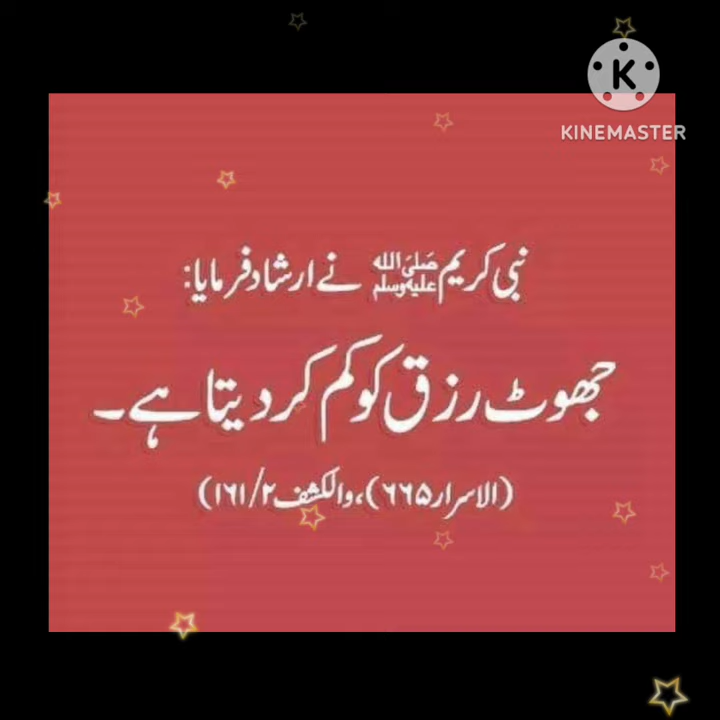 KINEMASTER
نبی کریم صلی اللہ علیہ وسلم نے ارشاد فرمایا:
جھوٹ رزق کو کم کر دیتا ہے۔
(الاسرار ۶۶۵)، والکشف ۲/۱۶۱)